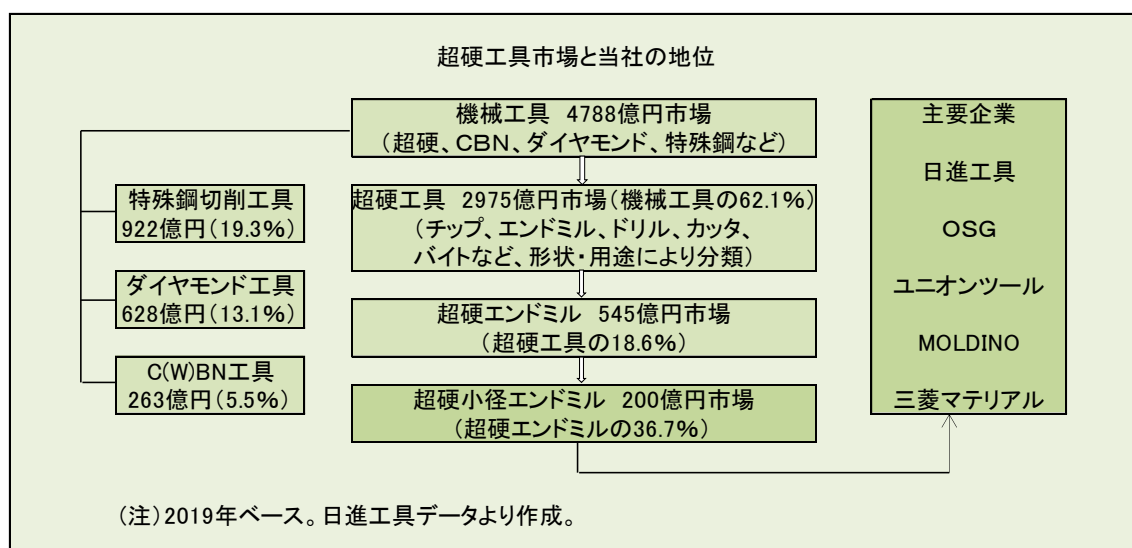 超硬工具市場と当社の地位
機械工具 4788億円市場
(超硬、CBN、ダイヤモンド、特殊鋼など)
超硬工具 2975億円市場(機械工具の62.1%)
(チップ、エンドミル、ドリル、カッタ、
バイトなど、形状・用途により分類)
超硬エンドミル 545億円市場
(超硬工具の18.6%)
超硬小径エンドミル 200億円市場
(超硬エンドミルの36.7%)
特殊鋼切削工具
922億円(19.3%)
ダイヤモンド工具
628億円(13.1%)
C(W)BN工具
263億円(5.5%)
主要企業
日進工具
OSG
ユニオンツール
MOLDINO
三菱マテリアル
(注)2019年ベース。日進工具データより作成。